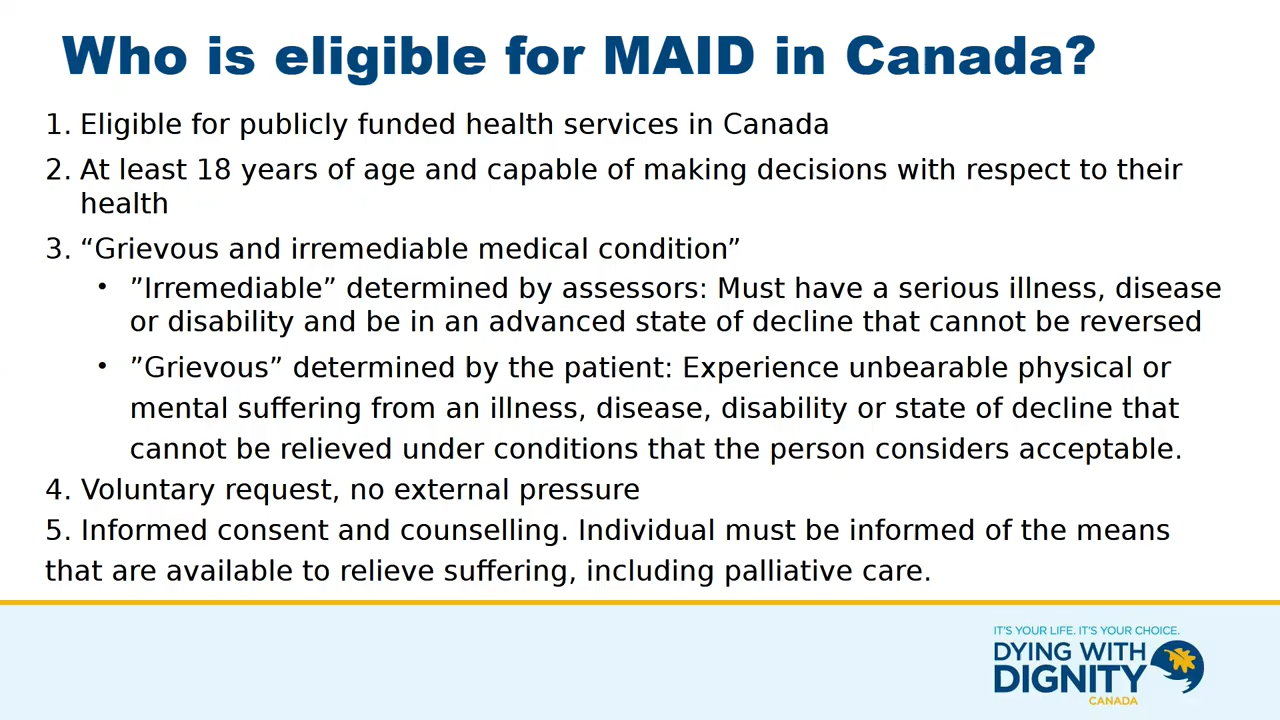 Who is eligible for MAID in Canada?
1. Eligible for publicly funded health services in Canada
2. At least 18 years of age and capable of making decisions with respect to their
health
3. “Grievous and irremediable medical condition”
• ”Irremediable” determined by assessors: Must have a serious illness, disease
or disability and be in an advanced state of decline that cannot be reversed
• ”Grievous” determined by the patient: Experience unbearable physical or
mental suffering from an illness, disease, disability or state of decline that
cannot be relieved under conditions that the person considers acceptable.
4. Voluntary request, no external pressure
5. Informed consent and counselling. Individual must be informed of the means
that are available to relieve suffering, including palliative care.
IT'S YOUR LIFE. IT'S YOUR CHOICE.
DYING WITH
DIGNITY
CANADA